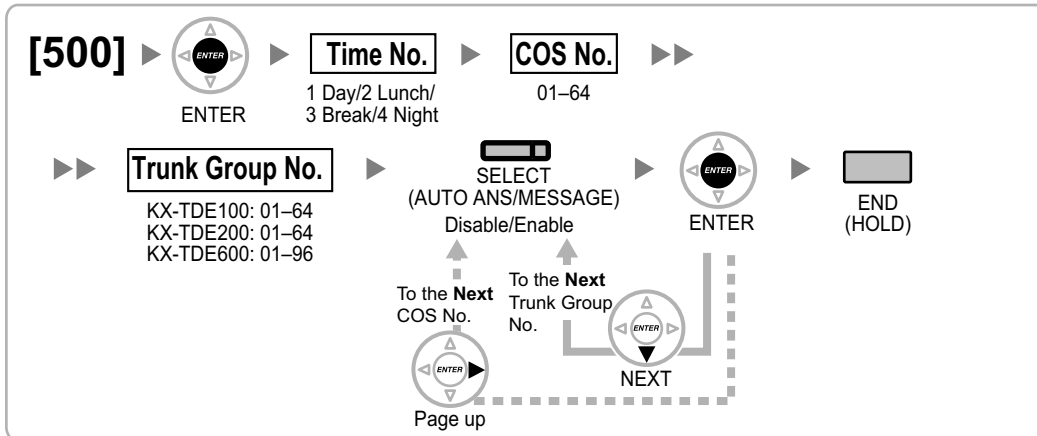 [500]
ENTER
ENTER
Time No.
1 Day/2 Lunch/
3 Break/4 Night
COS No.
01–64
Trunk Group No.
KX-TDE100: 01–64
KX-TDE200: 01–64
KX-TDE600: 01–96
SELECT
(AUTO ANS/MESSAGE)
Disable/Enable
ENTER
ENTER
END
(HOLD)
To the Next
COS No.
ENTER
Page up
To the Next
Trunk Group
No.
ENTER
NEXT